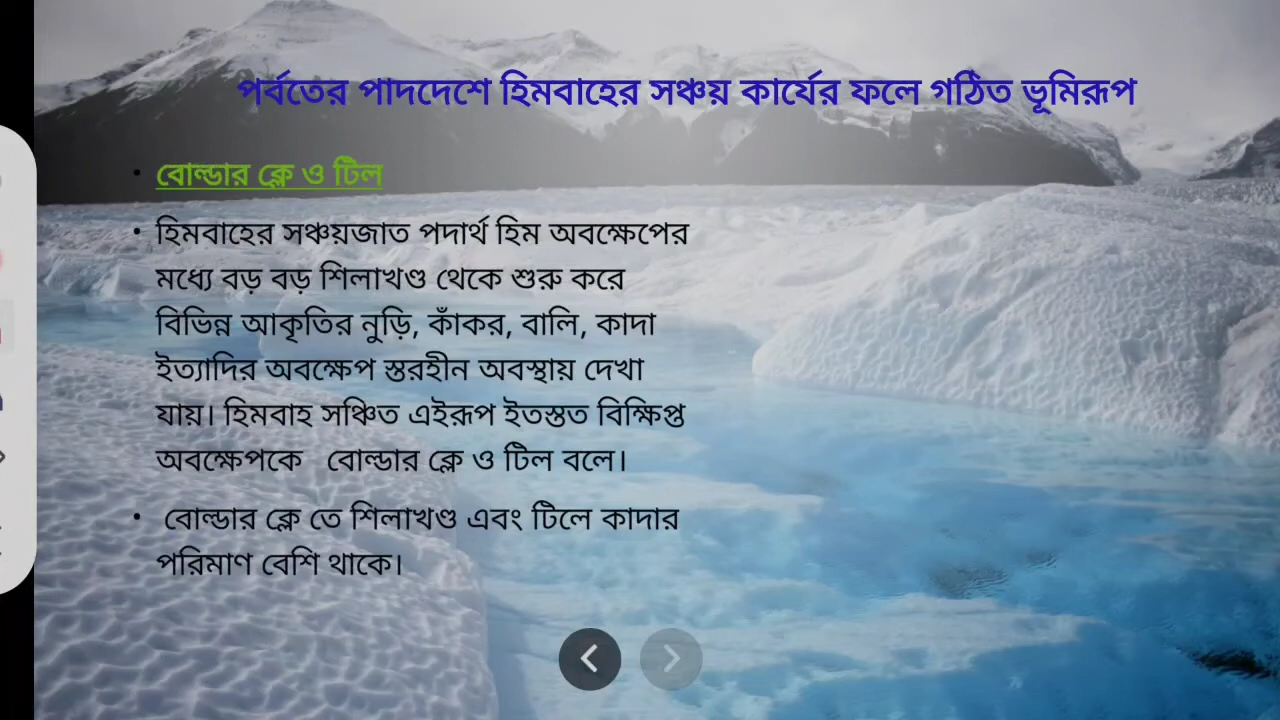 পর্বতের পাদদেশে হিমবাহের সঞ্চয় কার্যের ফলে গঠিত ভূমিরূপ
• বোল্ডার ক্লে ও টিল
• হিমবাহের সঞ্চয়জাত পদার্থ হিম অবক্ষেপের
মধ্যে বড় বড় শিলাখণ্ড থেকে শুরু করে
বিভিন্ন আকৃতির নুড়ি, কাঁকর, বালি, কাদা
ইত্যাদির অবক্ষেপ স্তরহীন অবস্থায় দেখা
যায়। হিমবাহ সঞ্চিত এইরূপ ইতস্তত বিক্ষিপ্ত
অবক্ষেপকে বোল্ডার ক্লে ও টিল বলে।
• বোল্ডার ক্লে তে শিলাখণ্ড এবং টিলে কাদার
পরিমাণ বেশি থাকে।